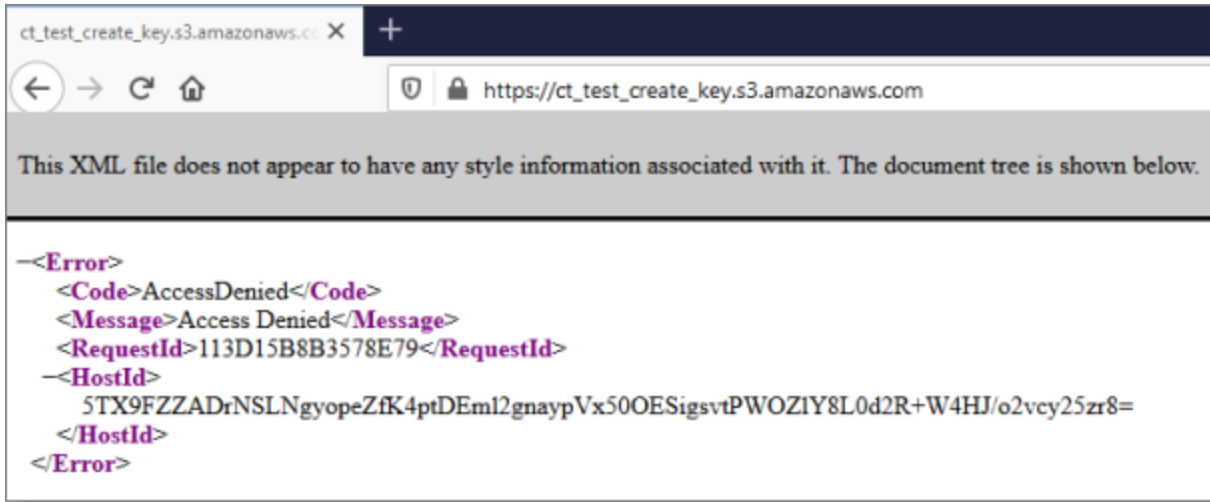 ct_test_create_key.s3.amazonaws.co
https://ct_test_create_key.s3.amazonaws.com
This XML file does not appear to have any style information associated with it. The document tree is shown below.
−<Error>
<Code>AccessDenied</Code>
<Message>Access Denied</Message>
<RequestId>113D15B8B3578E79</RequestId>
−<HostId>
5TX9FZZADrNSLNgyopeZfK4ptDEml2gnaypVx50OESigsvtPWOZlY8L0d2R+W4HJ/o2vcy25zr8=
</HostId>
</Error>